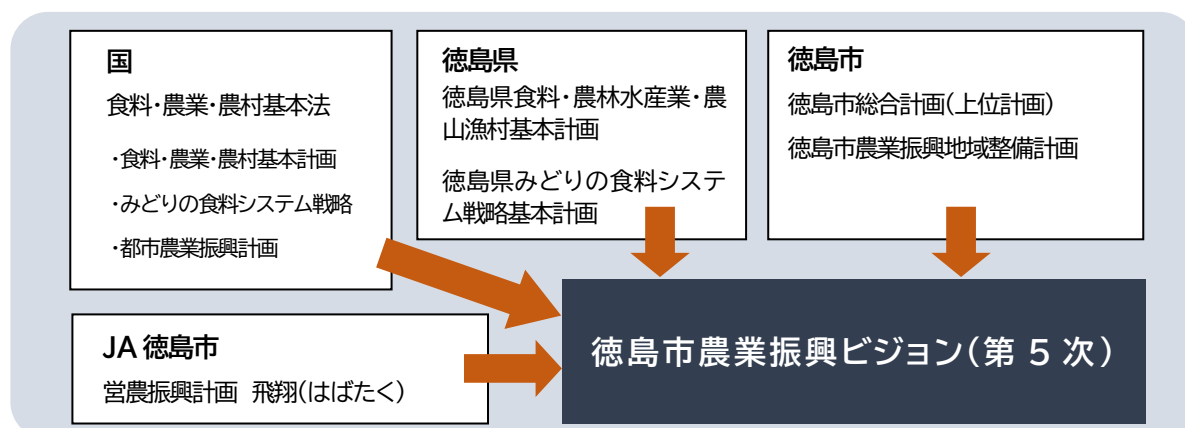 国
食料・農業・農村基本法
・食料・農業・農村基本計画
・みどりの食料システム戦略
・都市農業振興計画
徳島県
徳島県食料・農林水産業・農
山漁村基本計画
徳島県みどりの食料システ
ム戦略基本計画
徳島市
徳島市総合計画(上位計画)
徳島市農業振興地域整備計画
JA 徳島市
営農振興計画 飛翔(はばたく)
徳島市農業振興ビジョン(第 5 次)